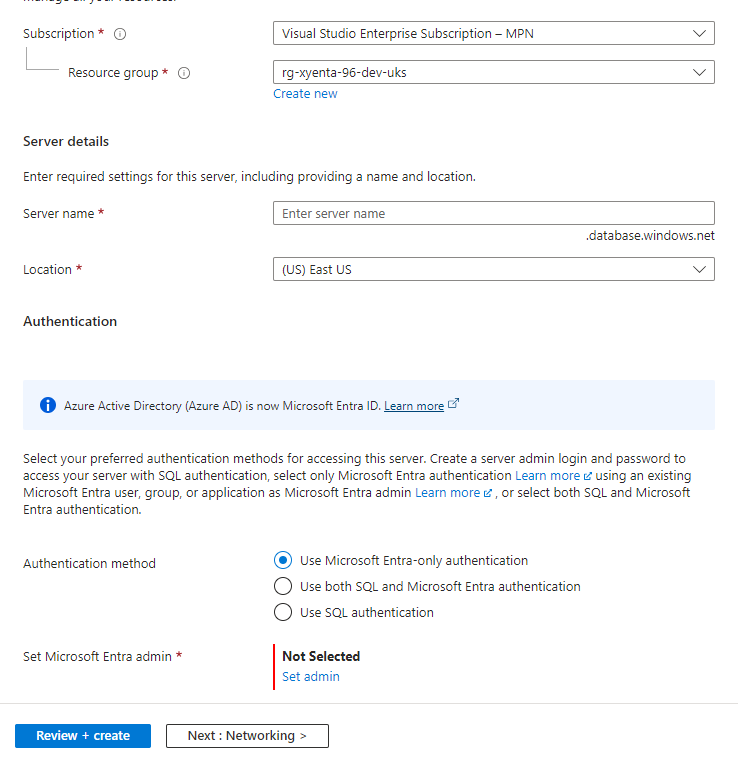 Manage all your resources.
Subscription * 
Visual Studio Enterprise Subscription – MPN
Resource group * 
rg-xyenta-96-dev-uks
Create new
Server details
Enter required settings for this server, including providing a name and location.
Server name *
Enter server name
.database.windows.net
Location *
(US) East US
Authentication
Azure Active Directory (Azure AD) is now Microsoft Entra ID. Learn more
Select your preferred authentication methods for accessing this server. Create a server admin login and password to
access your server with SQL authentication, select only Microsoft Entra authentication Learn more using an existing
Microsoft Entra user, group, or application as Microsoft Entra admin Learn more , or select both SQL and Microsoft
Entra authentication.
Authentication method
Use Microsoft Entra-only authentication
Use both SQL and Microsoft Entra authentication
Use SQL authentication
Set Microsoft Entra admin *
Not Selected
Set admin
Review + create
Next : Networking >